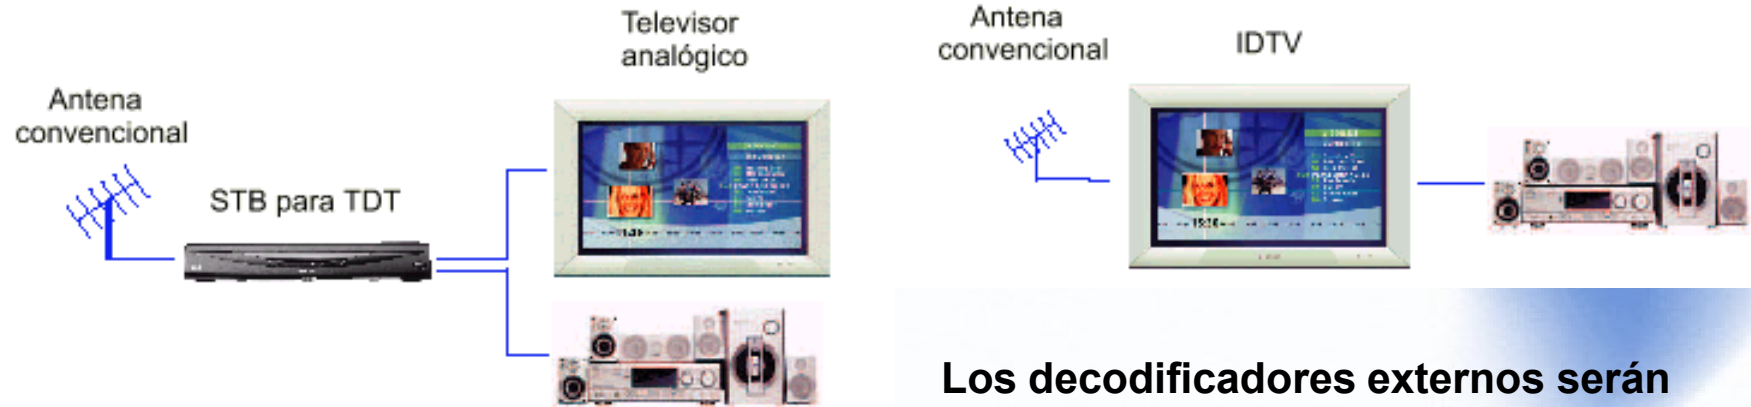 Televisor
analógico
Antena
convencional
STB para TDT
Antena
convencional
IDTV
Los decodificadores externos serán